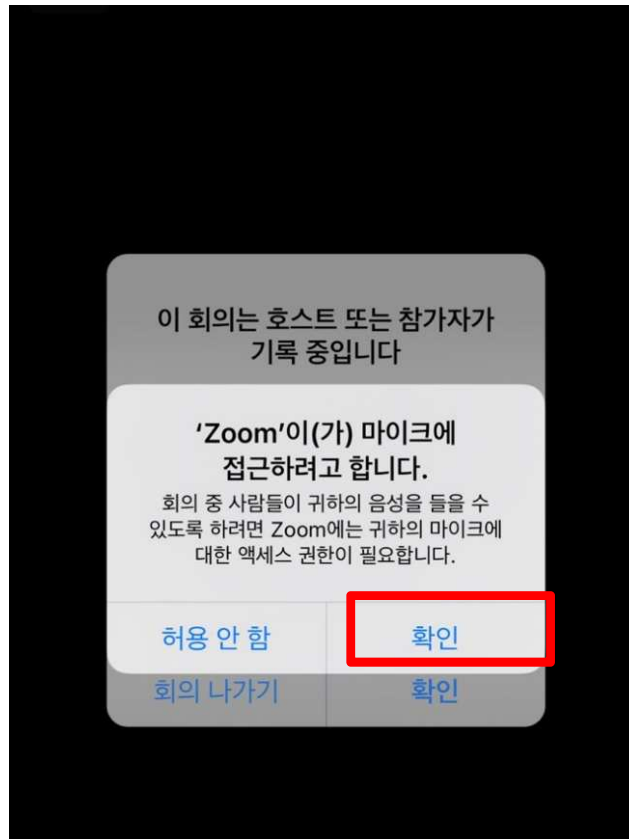 이 회의는 호스트 또는 참가자가
기록 중입니다
‘Zoom’이(가) 마이크에
접근하려고 합니다.
회의 중 사람들이 귀하의 음성을 들을 수
있도록 하려면 Zoom에는 귀하의 마이크에
대한 액세스 권한이 필요합니다.
허용 안 함 확인
회의 나가기 확인